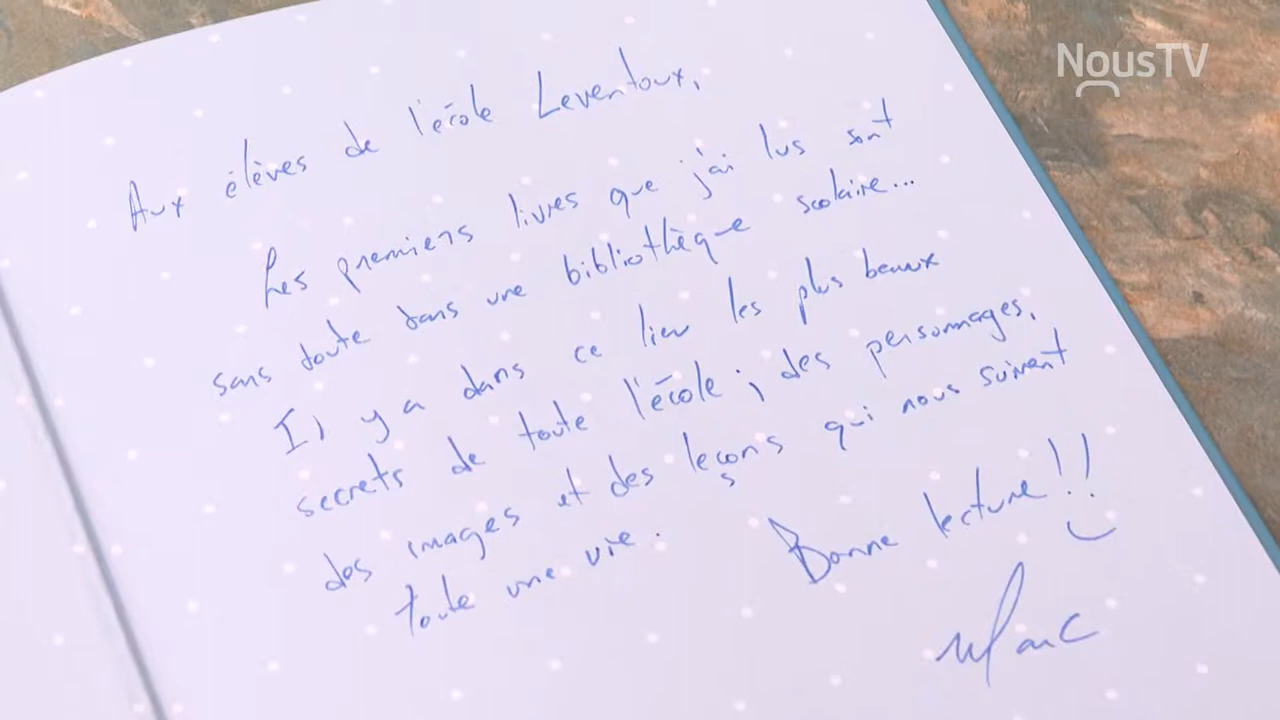 NousTV
Aux élèves de l'école Leventoux,
Les premiers livres que j'ai lus sont
sans doute dans une bibliothèque scolaire...
Il y a dans ce lieu les plus beaux
secrets de toute l'école ; des personnages,
des images et des leçons qui nous suivent
toute une vie.
Bonne lecture !!
Marc